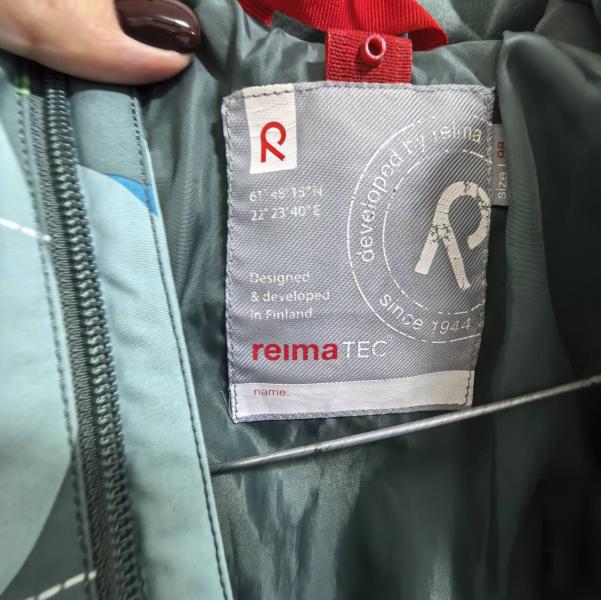 61°48'15"N
22°23'40"E
developed by reima
since 1944
Designed
& developed
in Finland
reimaTEC
name:
size | 98